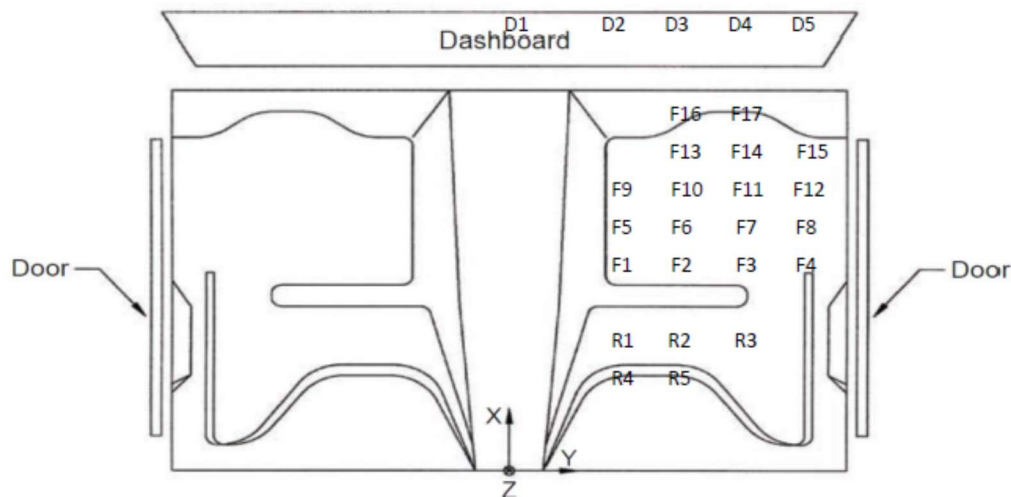 D1 D2 D3 D4 D5
Dashboard
F16 F17
F13 F14 F15
F9 F10 F11 F12
F5 F6 F7 F8
Door F1 F2 F3 F4 Door
R1 R2 R3
R4 R5
X
Y
Z